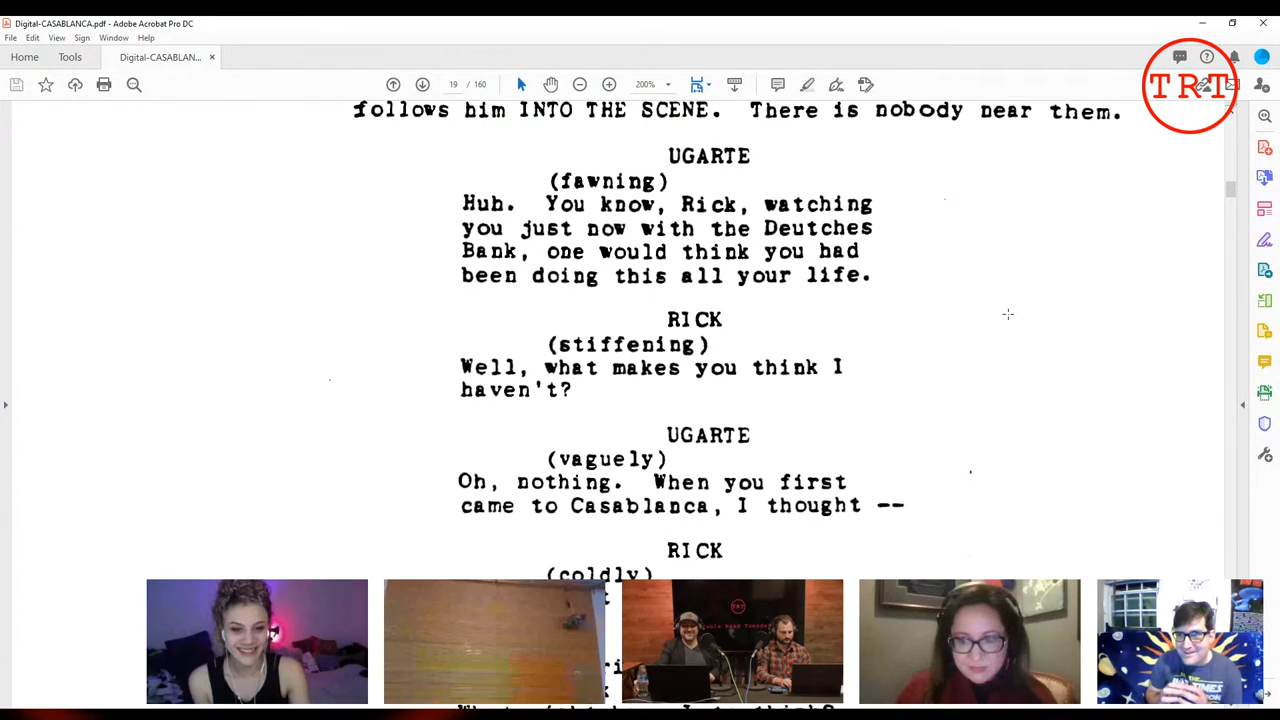 Digital-CASABLANCA.pdf - Adobe Acrobat Pro DC
File Edit View Sign Window Help
Home Tools Digital-CASABLAN... ×
19 / 160 200%
TRT
follows him INTO THE SCENE. There is nobody near them.
UGARTE
(fawning)
Huh. You know, Rick, watching
you just now with the Deutches
Bank, one would think you had
been doing this all your life.
RICK
(stiffening)
Well, what makes you think I
haven't?
UGARTE
(vaguely)
Oh, nothing. When you first
came to Casablanca, I thought --
RICK
(coldly)
TRT
Table Read Tuesday